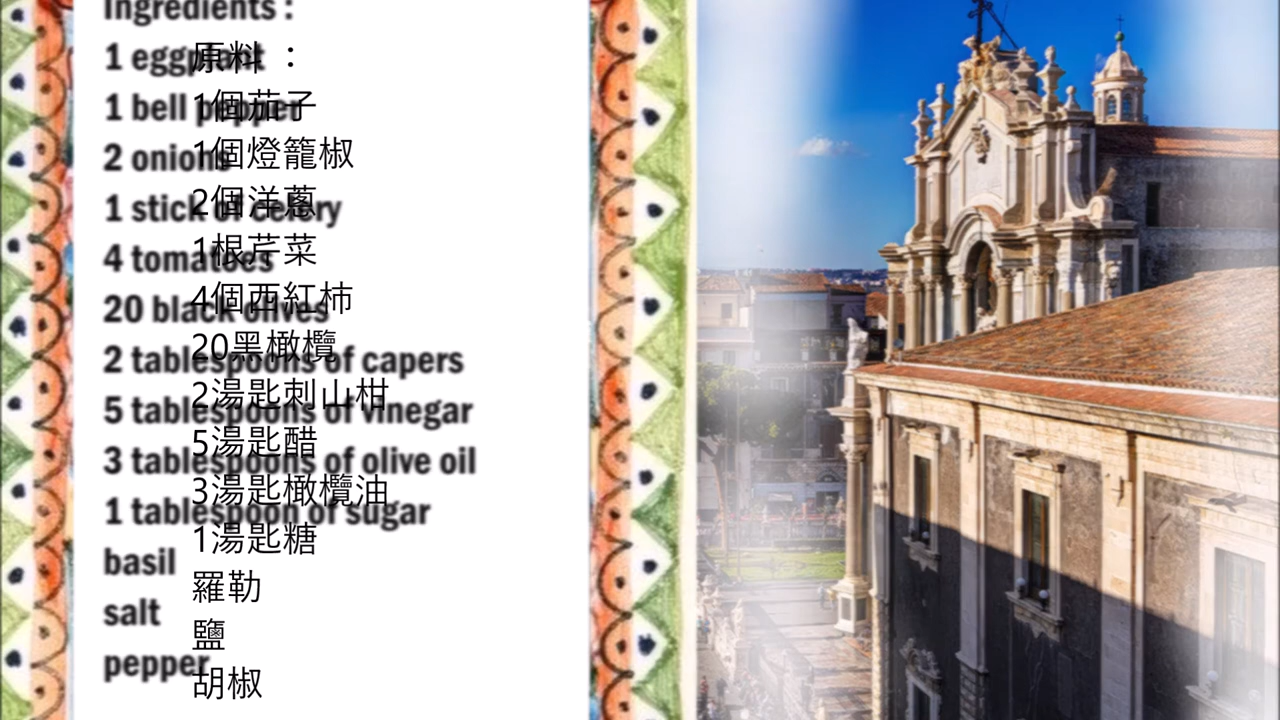 Ingredients :
1 eggplant
1 bell pepper
2 onions
1 stick of celery
4 tomatoes
20 black olives
2 tablespoons of capers
5 tablespoons of vinegar
3 tablespoons of olive oil
1 tablespoon of sugar
basil
salt
pepper
原料 :
1個茄子
1個燈籠椒
2個洋蔥
1根芹菜
4個西紅柿
20黑橄欖
2湯匙刺山柑
5湯匙醋
3湯匙橄欖油
1湯匙糖
羅勒
鹽
胡椒